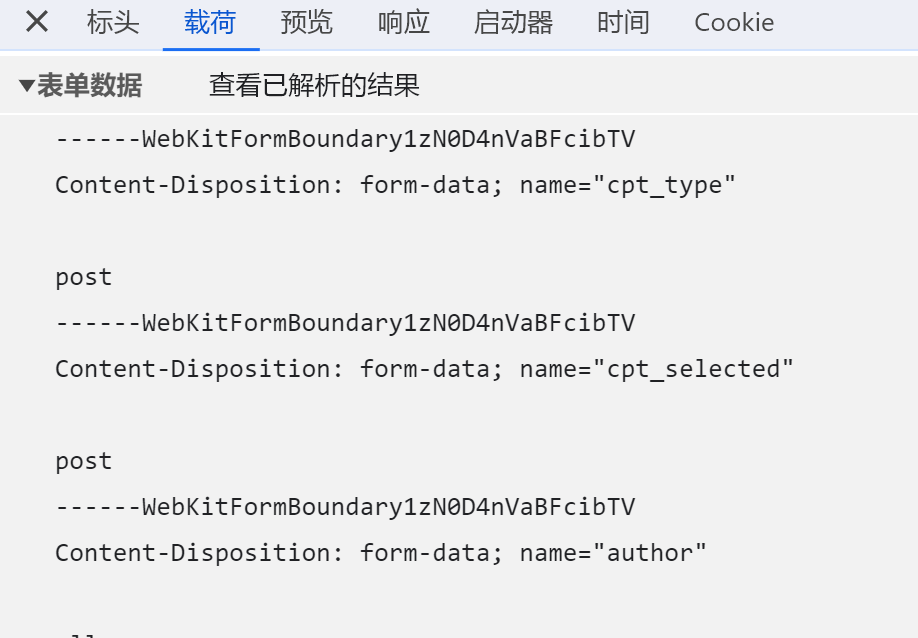 标头 载荷 预览 响应 启动器 时间 Cookie
表单数据 查看已解析的结果
------WebKitFormBoundary1zN0D4nVaBFcibTV
Content-Disposition: form-data; name="cpt_type"
post
------WebKitFormBoundary1zN0D4nVaBFcibTV
Content-Disposition: form-data; name="cpt_selected"
post
------WebKitFormBoundary1zN0D4nVaBFcibTV
Content-Disposition: form-data; name="author"